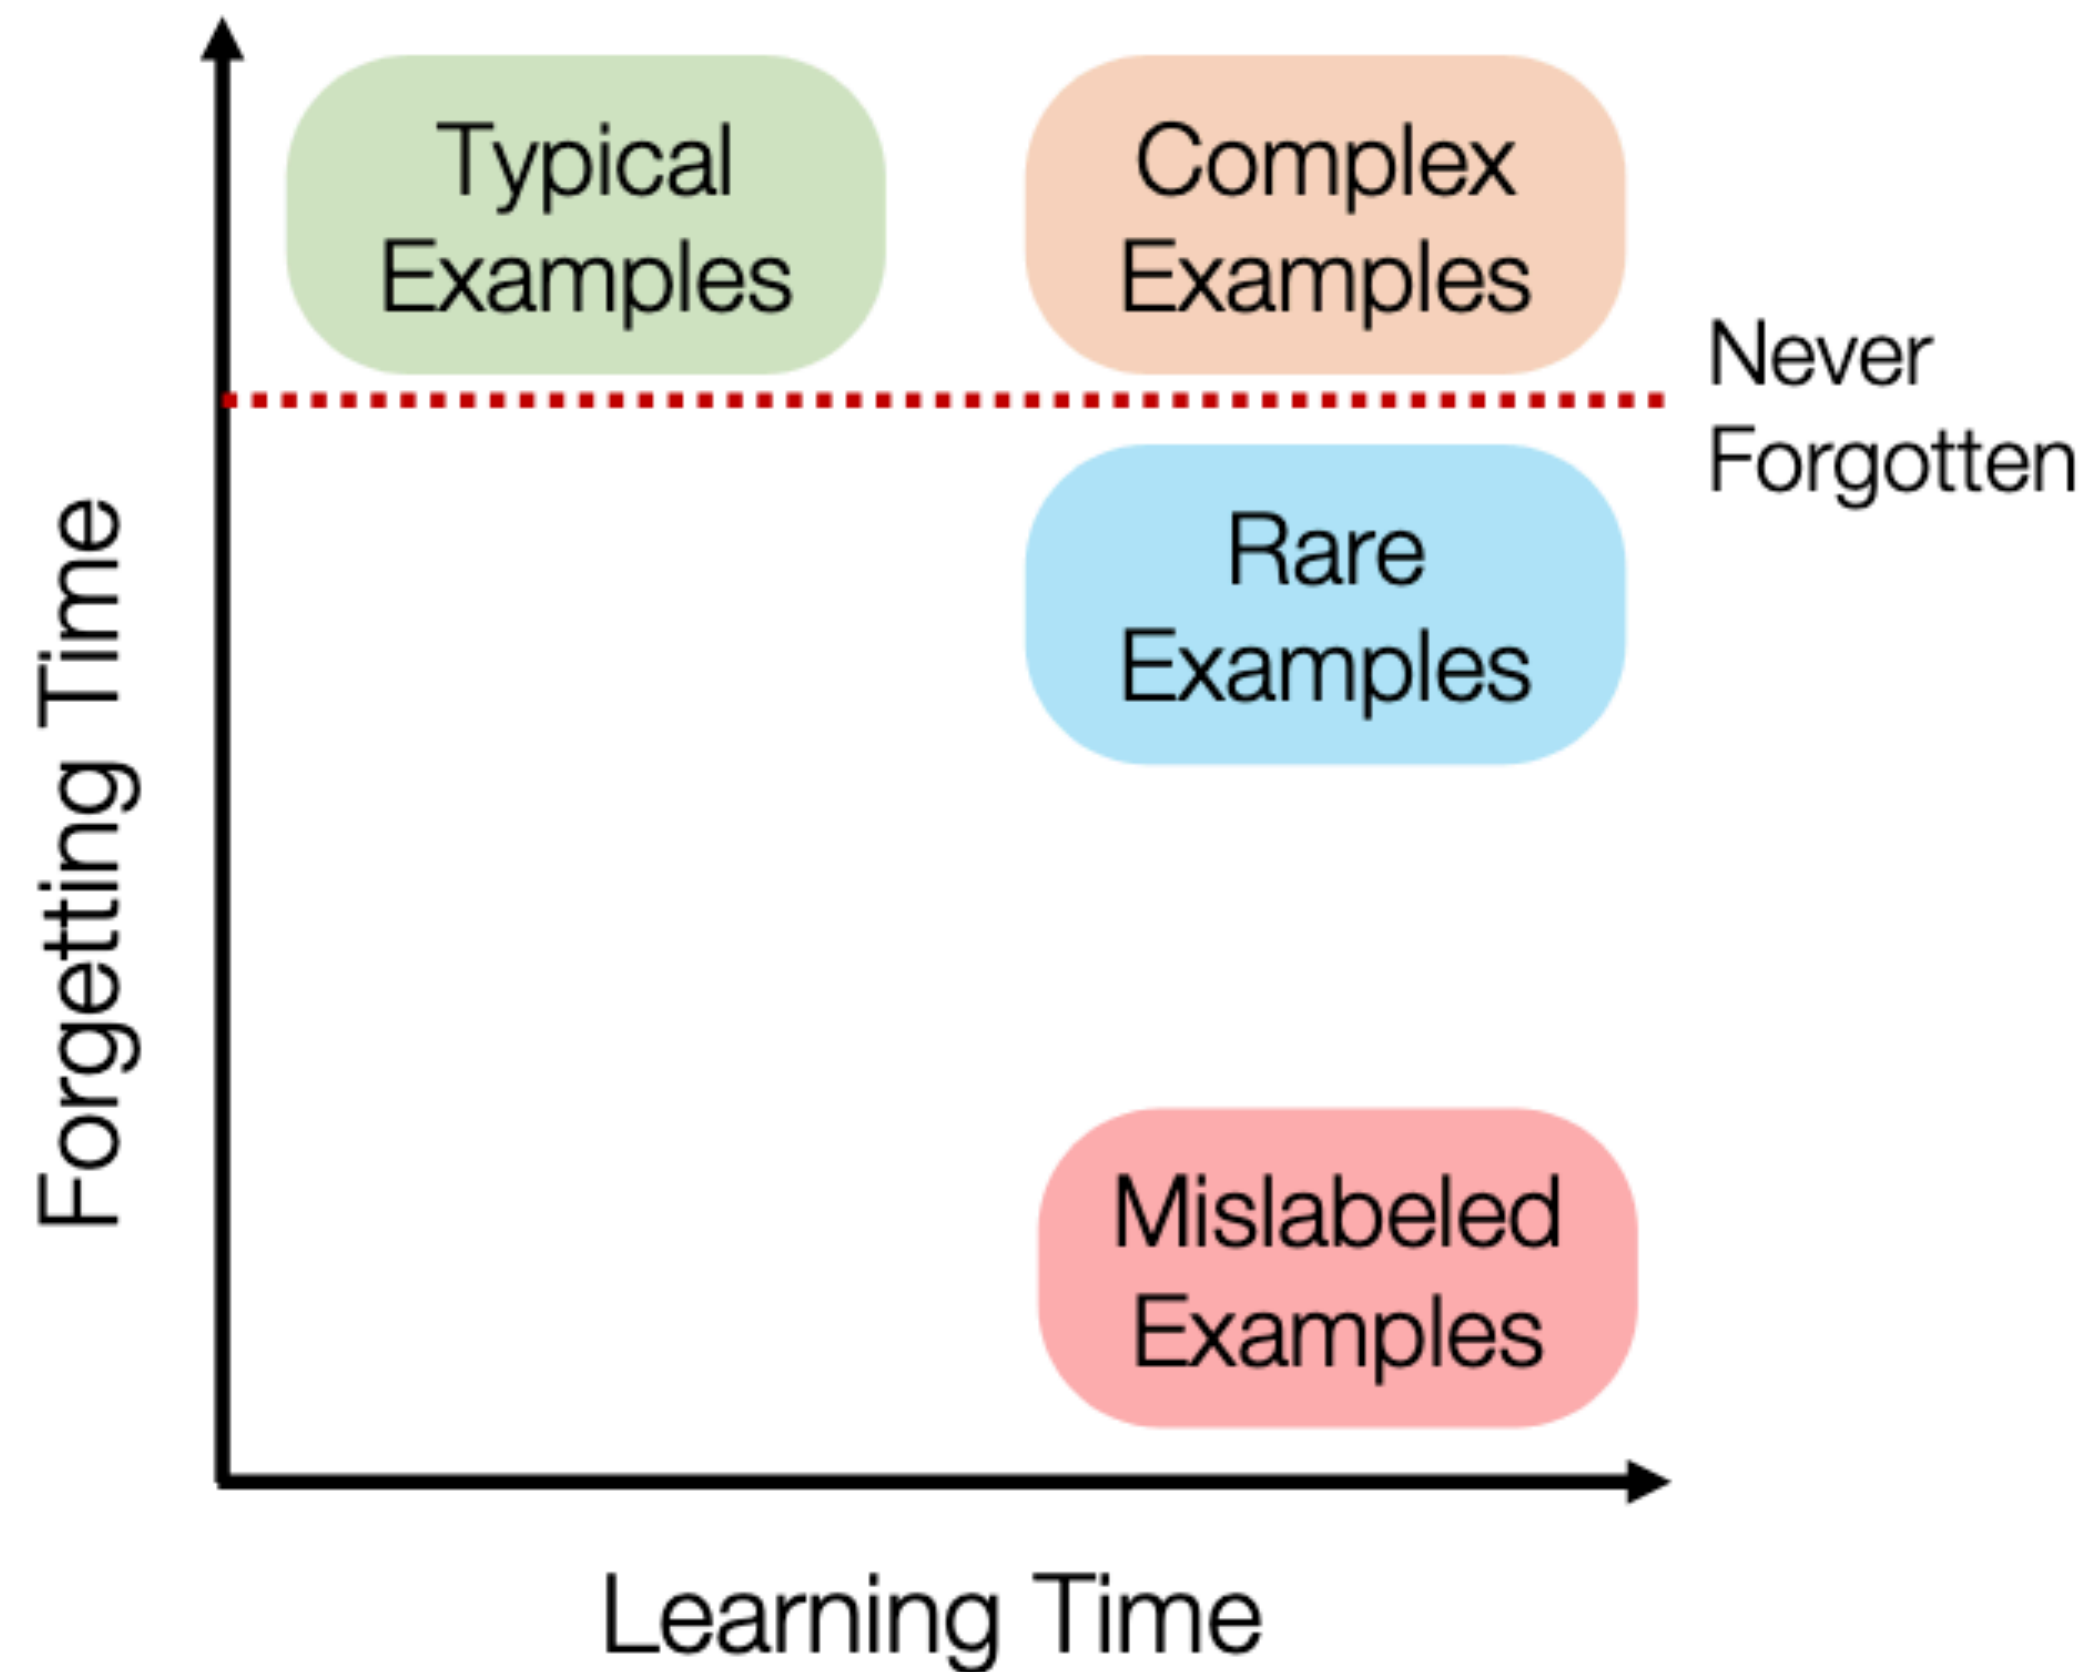 Typical
Examples
Complex
Examples
Never
Forgotten
Rare
Examples
Mislabeled
Examples
Forgetting Time
Learning Time